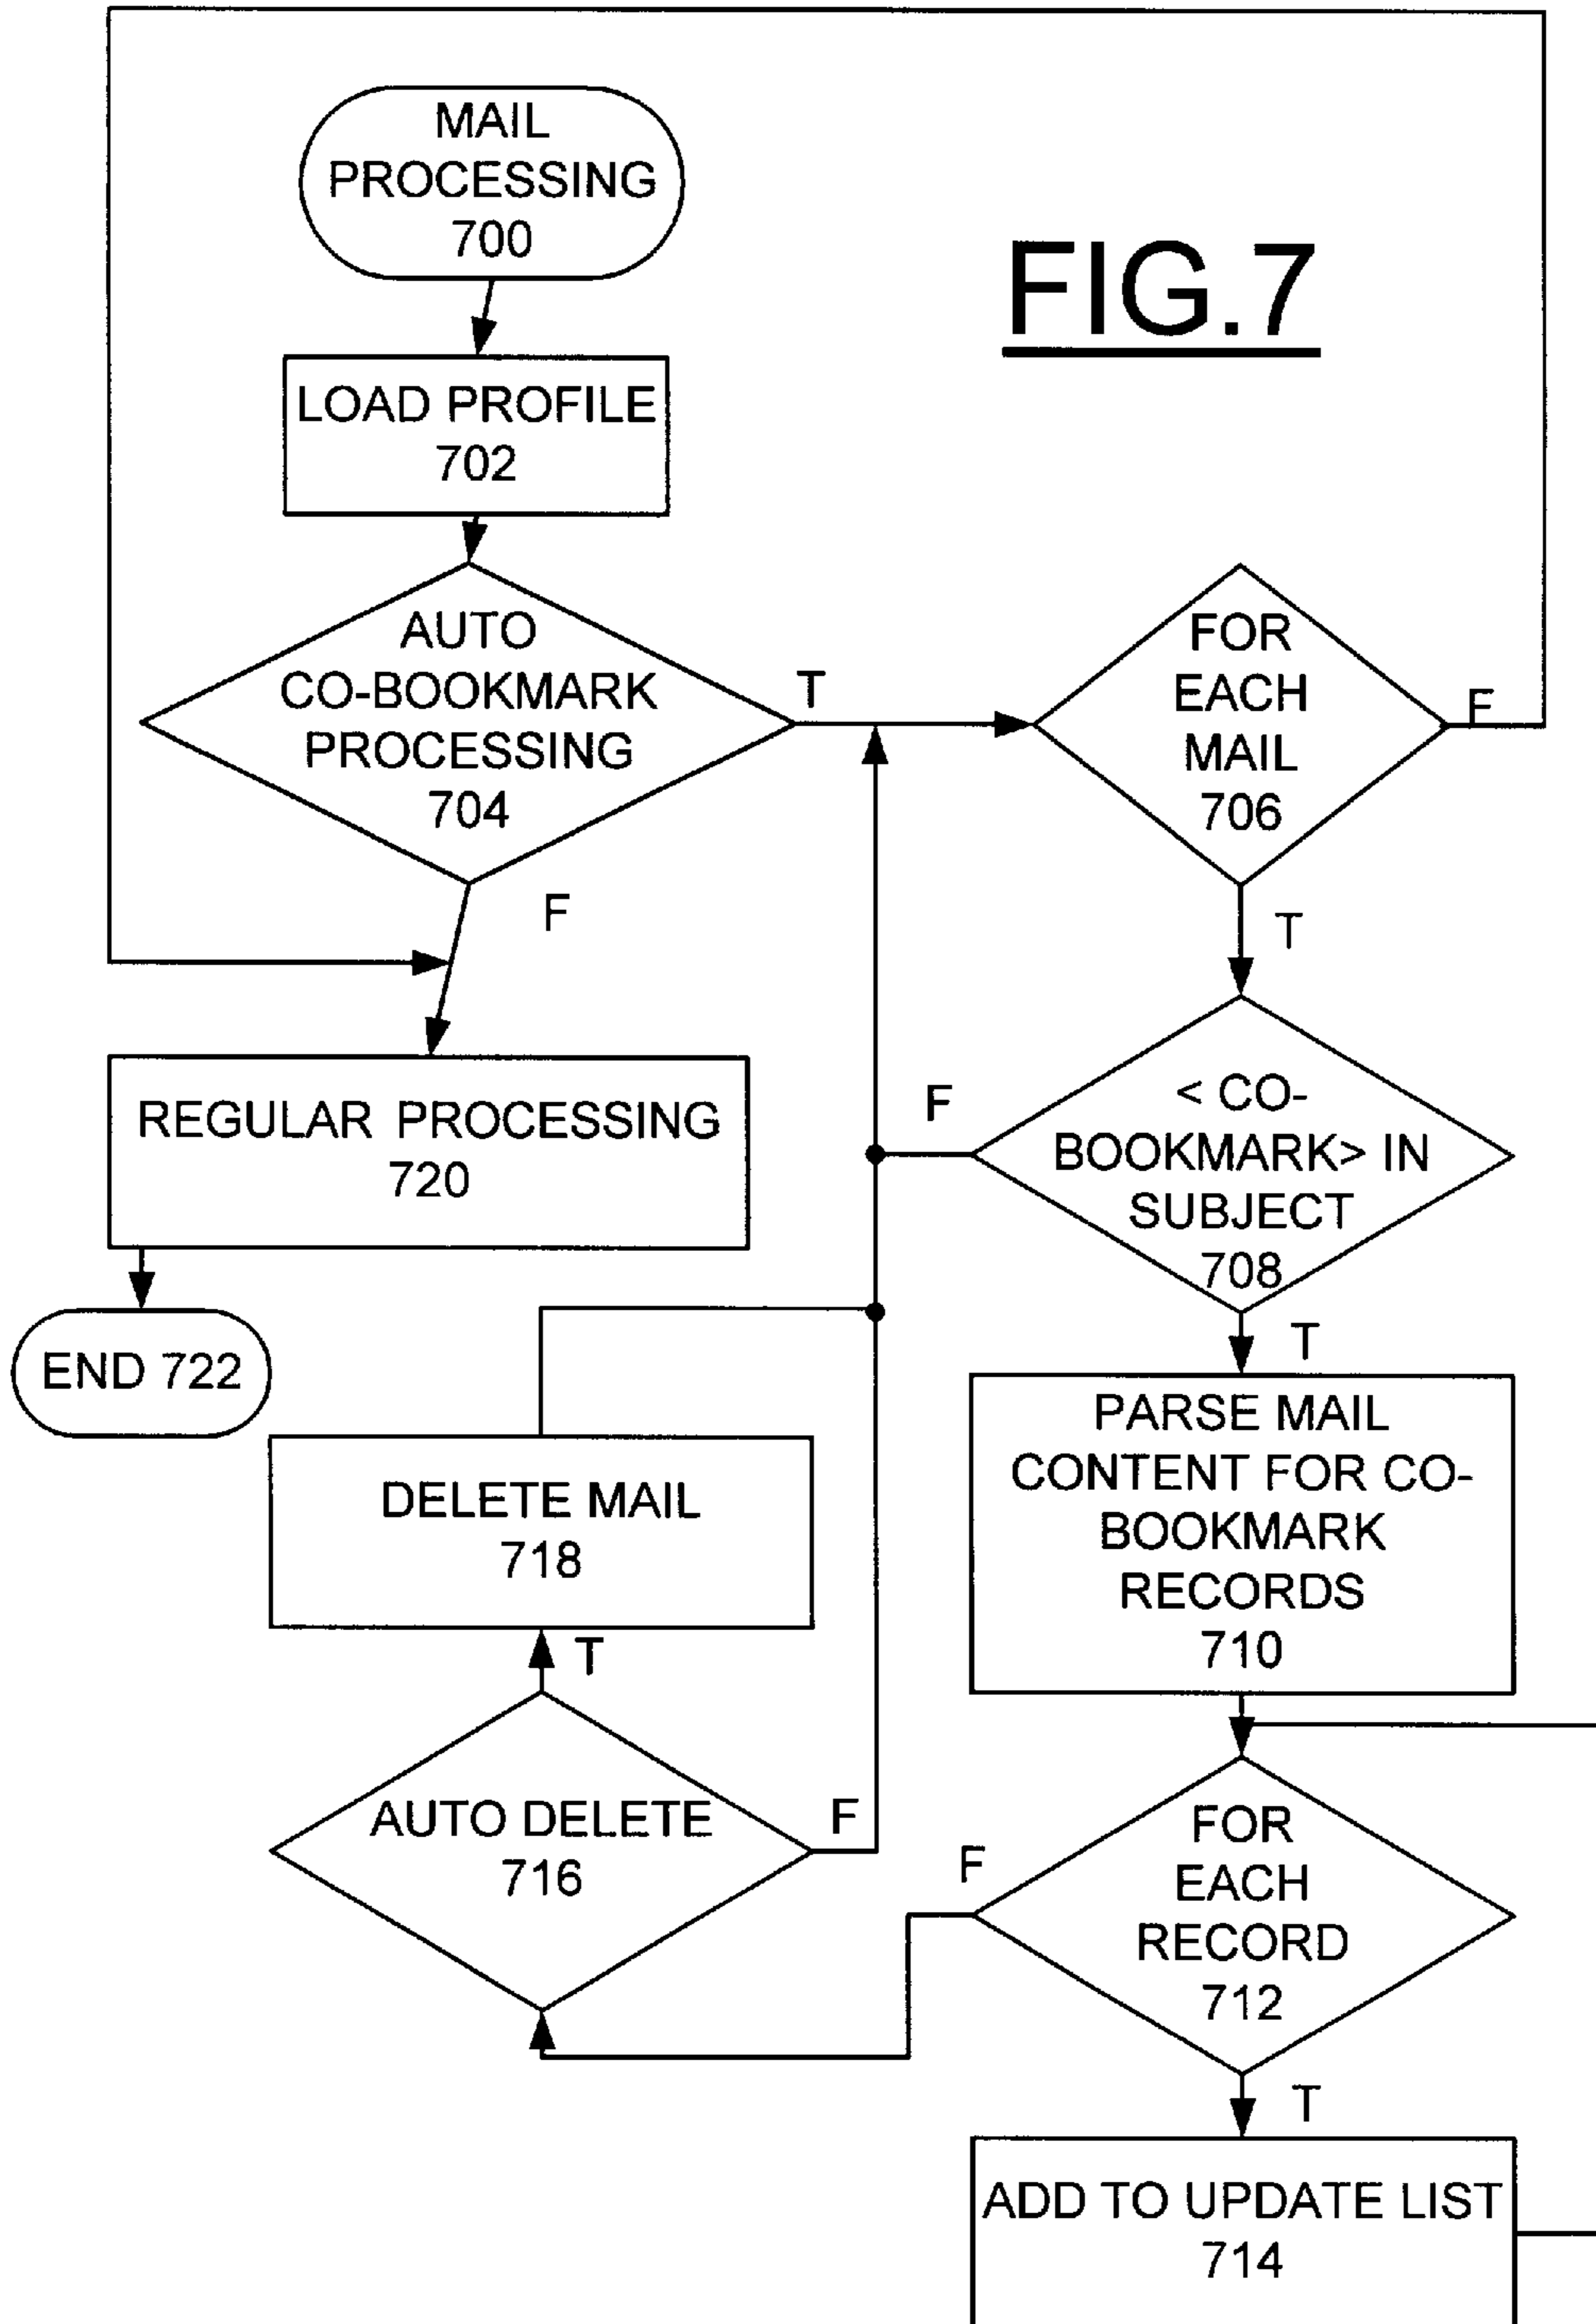 MAIL
PROCESSING
700
FIG.7
LOAD PROFILE
702
AUTO
CO-BOOKMARK
PROCESSING
704
T
F
FOR
EACH
MAIL
706
F
T
< CO-
BOOKMARK> IN
SUBJECT
708
F
T
REGULAR PROCESSING
720
END 722
PARSE MAIL
CONTENT FOR CO-
BOOKMARK
RECORDS
710
DELETE MAIL
718
T
AUTO DELETE
716
F
FOR
EACH
RECORD
712
F
T
ADD TO UPDATE LIST
714